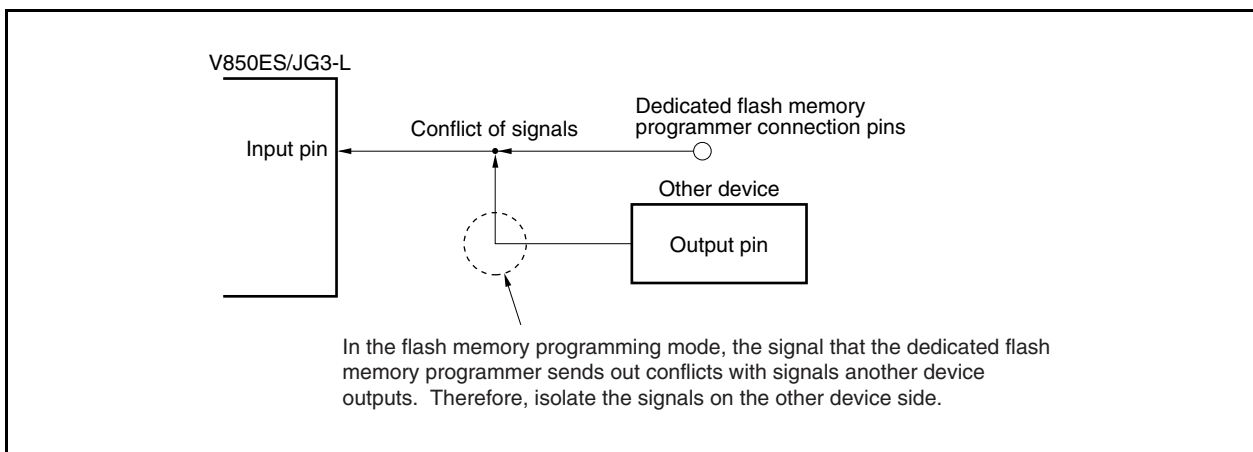 V850ES/JG3-L
Dedicated flash memory
programmer connection pins
Conflict of signals
Input pin
Other device
Output pin
In the flash memory programming mode, the signal that the dedicated flash
memory programmer sends out conflicts with signals another device
outputs.  Therefore, isolate the signals on the other device side.